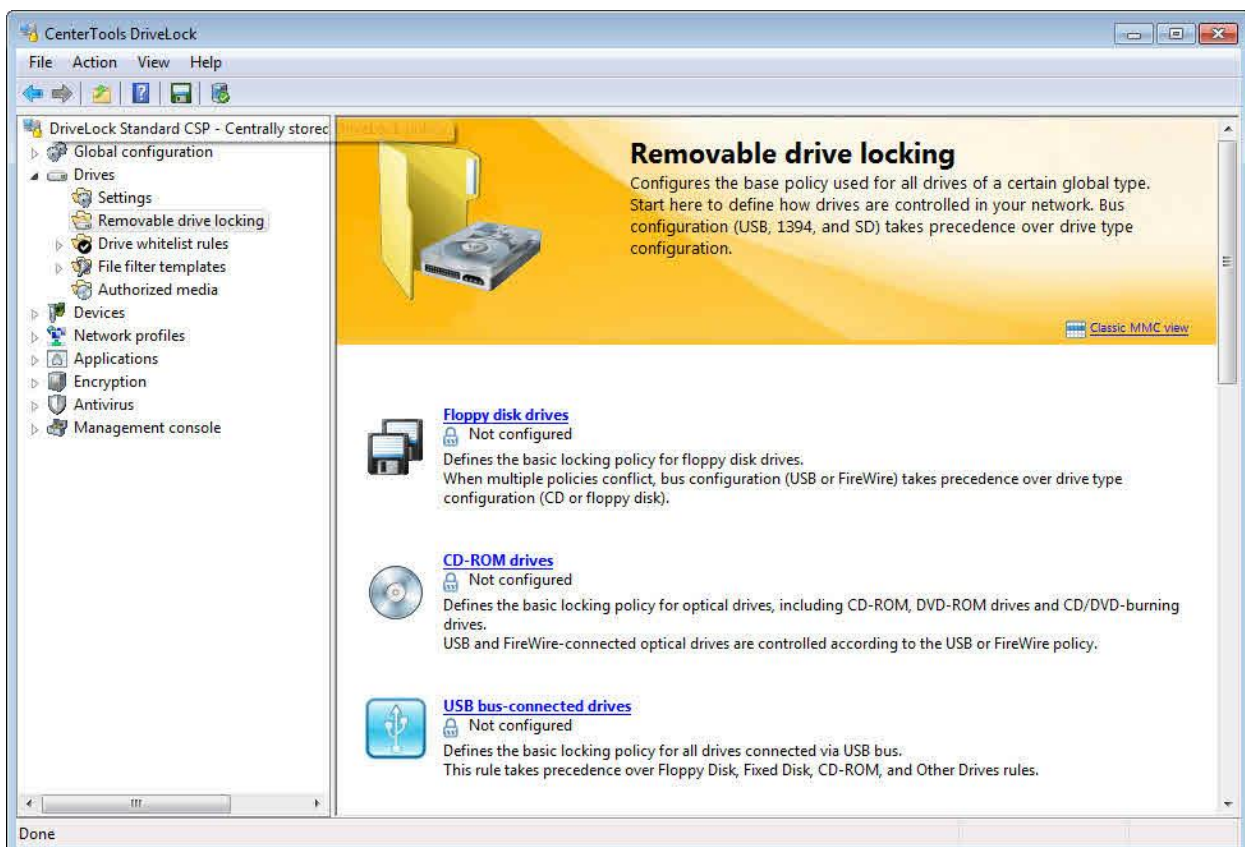 CenterTools DriveLock
File Action View Help
DriveLock Standard CSP - Centrally stored
Global configuration
Drives
Settings
Removable drive locking
Drive whitelist rules
File filter templates
Authorized media
Devices
Network profiles
Applications
Encryption
Antivirus
Management console
Removable drive locking
Configures the base policy used for all drives of a certain global type.
Start here to define how drives are controlled in your network. Bus
configuration (USB, 1394, and SD) takes precedence over drive type
configuration.
Classic MMC view
Floppy disk drives
Not configured
Defines the basic locking policy for floppy disk drives.
When multiple policies conflict, bus configuration (USB or FireWire) takes precedence over drive type
configuration (CD or floppy disk).
CD-ROM drives
Not configured
Defines the basic locking policy for optical drives, including CD-ROM, DVD-ROM drives and CD/DVD-burning
drives.
USB and FireWire-connected optical drives are controlled according to the USB or FireWire policy.
USB bus-connected drives
Not configured
Defines the basic locking policy for all drives connected via USB bus.
This rule takes precedence over Floppy Disk, Fixed Disk, CD-ROM, and Other Drives rules.
Done